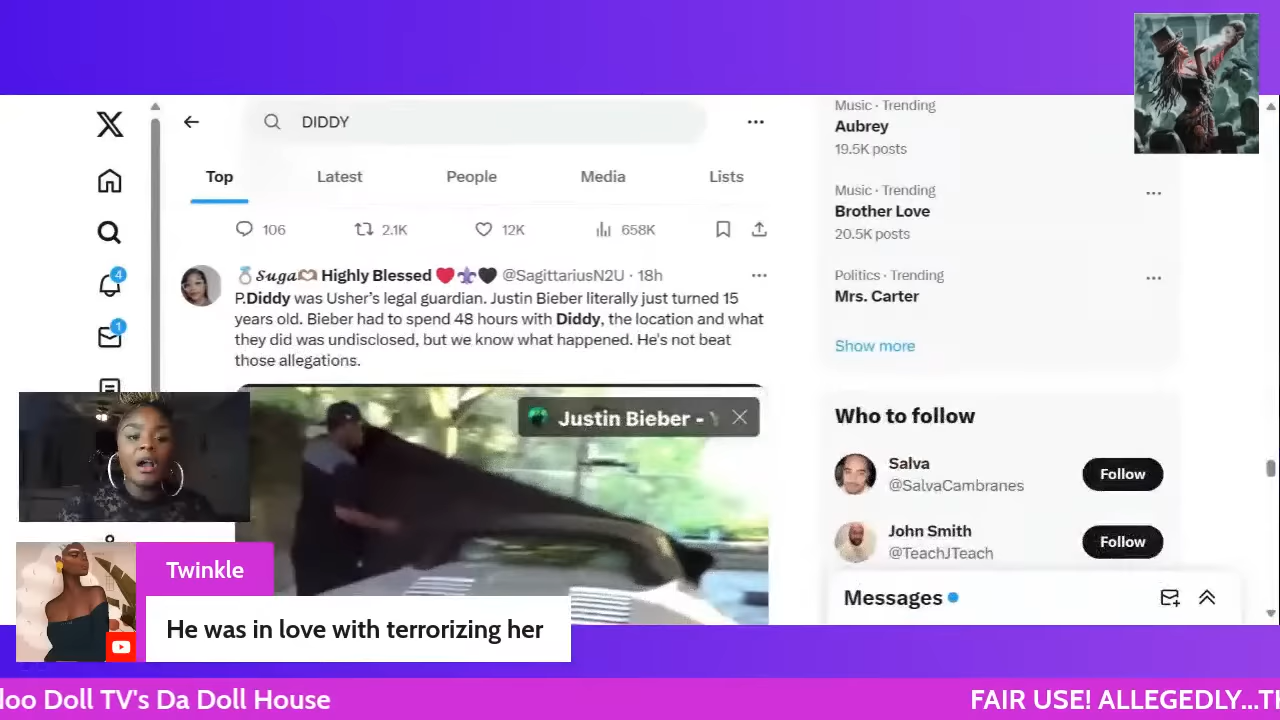 DIDDY
Top
Latest
People
Media
Lists
106
2.1K
12K
658K
Suga Highly Blessed @SagittariusN2U · 18h
P.Diddy was Usher’s legal guardian. Justin Bieber literally just turned 15
years old. Bieber had to spend 48 hours with Diddy, the location and what
they did was undisclosed, but we know what happened. He's not beat
those allegations.
Justin Bieber -
Music · Trending
Aubrey
19.5K posts
Music · Trending
Brother Love
20.5K posts
Politics · Trending
Mrs. Carter
Show more
Who to follow
Salva
@SalvaCambranes
Follow
John Smith
@TeachJTeach
Follow
Messages
4
1
Twinkle
He was in love with terrorizing her
Doll TV's Da Doll House
FAIR USE! ALLEGEDLY...